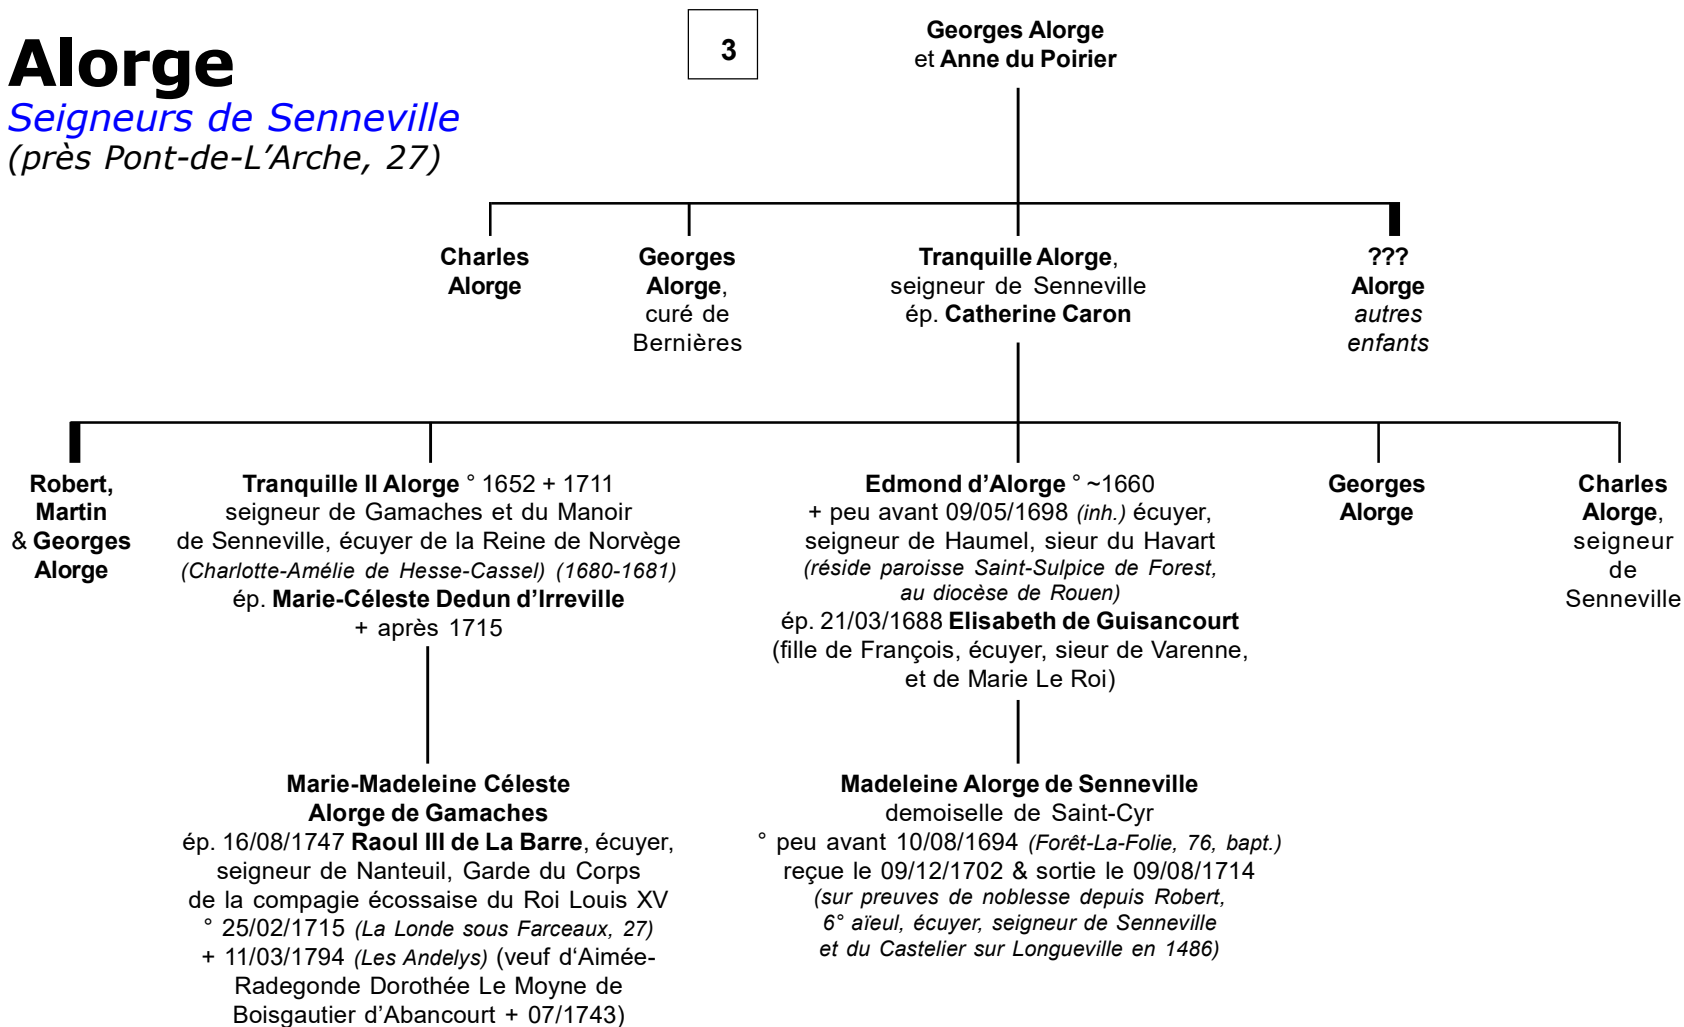 Alorge
Seigneurs de Senneville
(près Pont-de-L’Arche, 27)
3
Georges Alorge
et Anne du Poirier
Charles
Alorge
Georges
Alorge,
curé de
Bernières
Tranquille Alorge,
seigneur de Senneville
ép. Catherine Caron
???
Alorge
autres
enfants
Robert,
Martin
& Georges
Alorge
Tranquille II Alorge ° 1652 + 1711
seigneur de Gamaches et du Manoir
de Senneville, écuyer de la Reine de Norvège
(Charlotte-Amélie de Hesse-Cassel) (1680-1681)
ép. Marie-Céleste Dedun d’Irreville
+ après 1715
Edmond d’Alorge ° ~1660
+ peu avant 09/05/1698 (inh.) écuyer,
seigneur de Haumel, sieur du Havart
(réside paroisse Saint-Sulpice de Forest,
au diocèse de Rouen)
ép. 21/03/1688 Elisabeth de Guisancourt
(fille de François, écuyer, sieur de Varenne,
et de Marie Le Roi)
Georges
Alorge
Charles
Alorge,
seigneur
de
Senneville
Marie-Madeleine Céleste
Alorge de Gamaches
ép. 16/08/1747 Raoul III de La Barre, écuyer,
seigneur de Nanteuil, Garde du Corps
de la compagie écossaise du Roi Louis XV
° 25/02/1715 (La Londe sous Farceaux, 27)
+ 11/03/1794 (Les Andelys) (veuf d‘Aimée-
Radegonde Dorothée Le Moyne de
Boisgautier d’Abancourt + 07/1743)
Madeleine Alorge de Senneville
demoiselle de Saint-Cyr
° peu avant 10/08/1694 (Forêt-La-Folie, 76, bapt.)
reçue le 09/12/1702 & sortie le 09/08/1714
(sur preuves de noblesse depuis Robert,
6° aïeul, écuyer, seigneur de Senneville
et du Castelier sur Longueville en 1486)